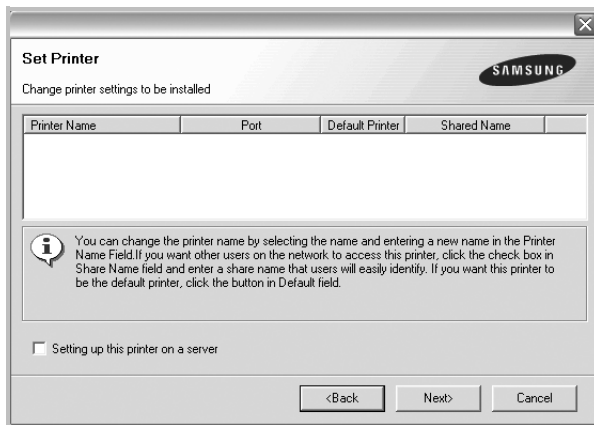 Set Printer
SAMSUNG
Change printer settings to be installed
Printer Name Port Default Printer Shared Name
You can change the printer name by selecting the name and entering a new name in the Printer
Name Field.If you want other users on the network to access this printer, click the check box in
Share Name field and enter a share name that users will easily identify. If you want this printer to
be the default printer, click the button in Default field.
Setting up this printer on a server
<Back Next> Cancel